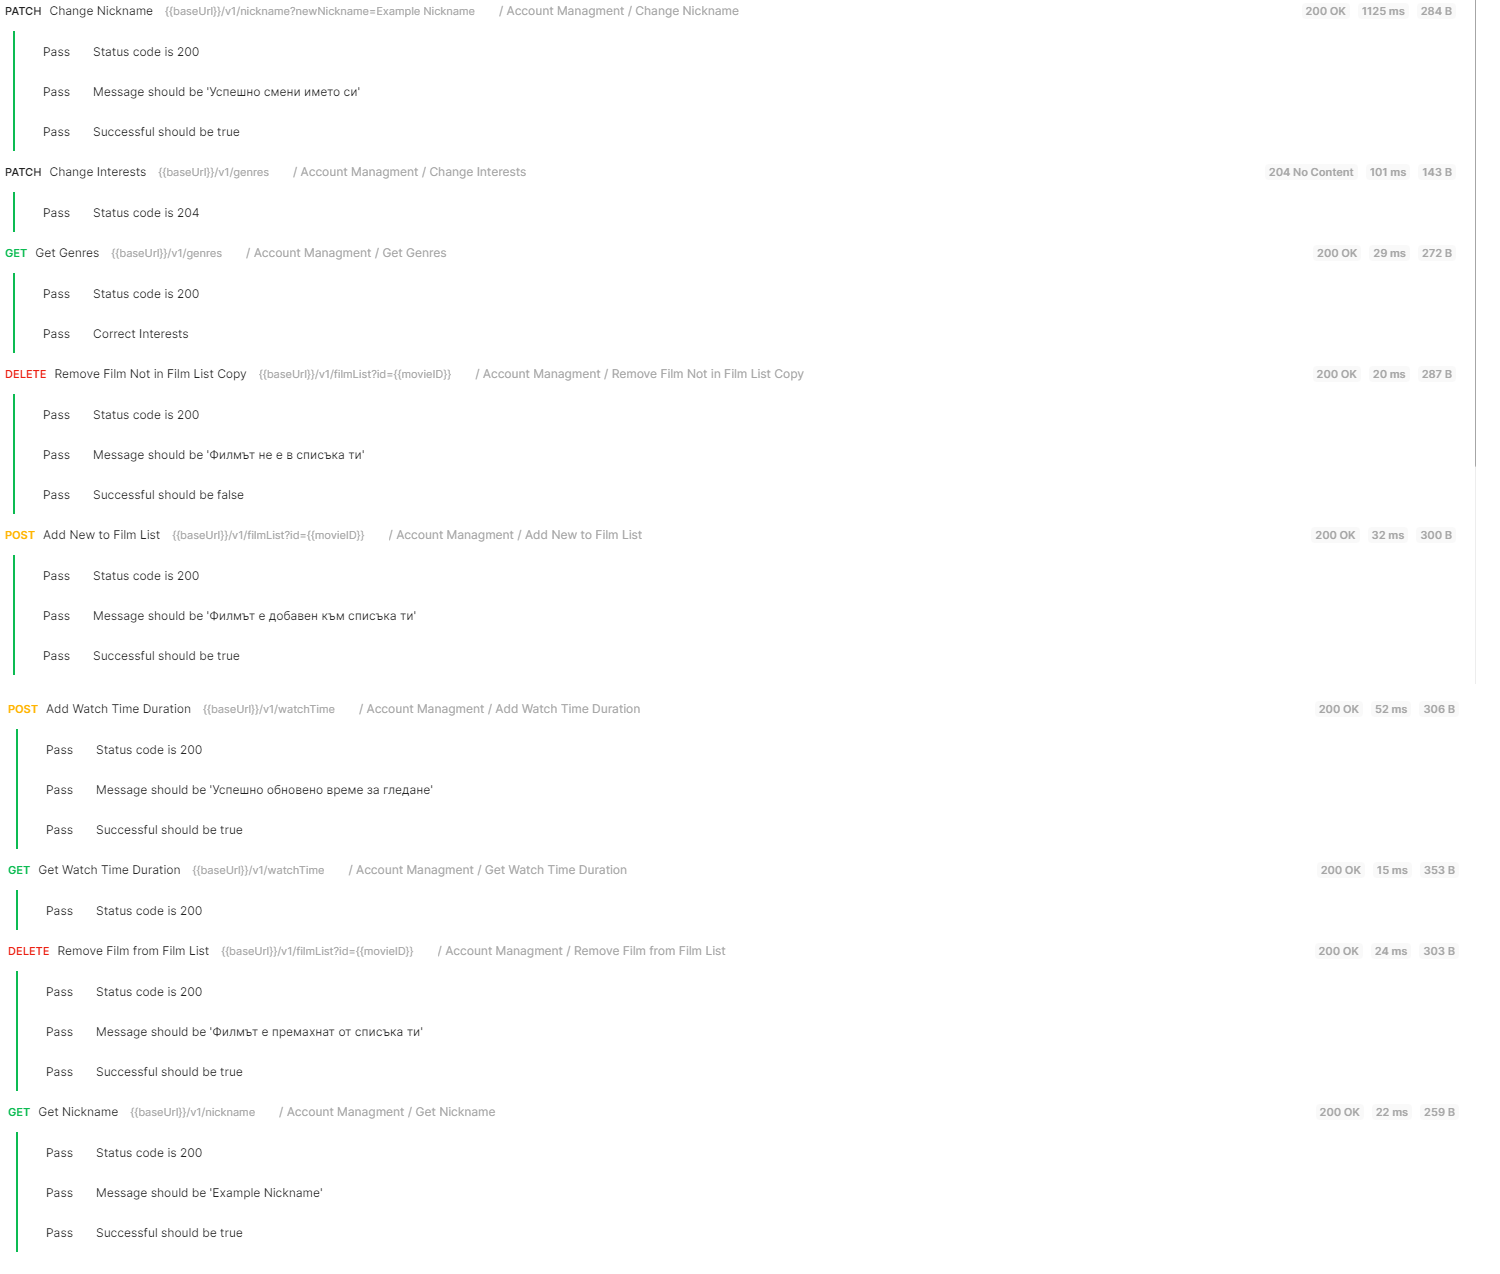 PATCH Change Nickname {{baseUrl}}/v1/nickname?newNickname=Example Nickname / Account Managment / Change Nickname 200 OK 1125 ms 284 B
Pass Status code is 200
Pass Message should be 'Успешно смени името си'
Pass Successful should be true
PATCH Change Interests {{baseUrl}}/v1/genres / Account Managment / Change Interests 204 No Content 101 ms 143 B
Pass Status code is 204
GET Get Genres {{baseUrl}}/v1/genres / Account Managment / Get Genres 200 OK 29 ms 272 B
Pass Status code is 200
Pass Correct Interests
DELETE Remove Film Not in Film List Copy {{baseUrl}}/v1/filmList?id={{movieID}} / Account Managment / Remove Film Not in Film List Copy 200 OK 20 ms 287 B
Pass Status code is 200
Pass Message should be 'Филмът не е в списъка ти'
Pass Successful should be false
POST Add New to Film List {{baseUrl}}/v1/filmList?id={{movieID}} / Account Managment / Add New to Film List 200 OK 32 ms 300 B
Pass Status code is 200
Pass Message should be 'Филмът е добавен към списъка ти'
Pass Successful should be true
POST Add Watch Time Duration {{baseUrl}}/v1/watchTime / Account Managment / Add Watch Time Duration 200 OK 52 ms 306 B
Pass Status code is 200
Pass Message should be 'Успешно обновено време за гледане'
Pass Successful should be true
GET Get Watch Time Duration {{baseUrl}}/v1/watchTime / Account Managment / Get Watch Time Duration 200 OK 15 ms 353 B
Pass Status code is 200
DELETE Remove Film from Film List {{baseUrl}}/v1/filmList?id={{movieID}} / Account Managment / Remove Film from Film List 200 OK 24 ms 303 B
Pass Status code is 200
Pass Message should be 'Филмът е премахнат от списъка ти'
Pass Successful should be true
GET Get Nickname {{baseUrl}}/v1/nickname / Account Managment / Get Nickname 200 OK 22 ms 259 B
Pass Status code is 200
Pass Message should be 'Example Nickname'
Pass Successful should be true